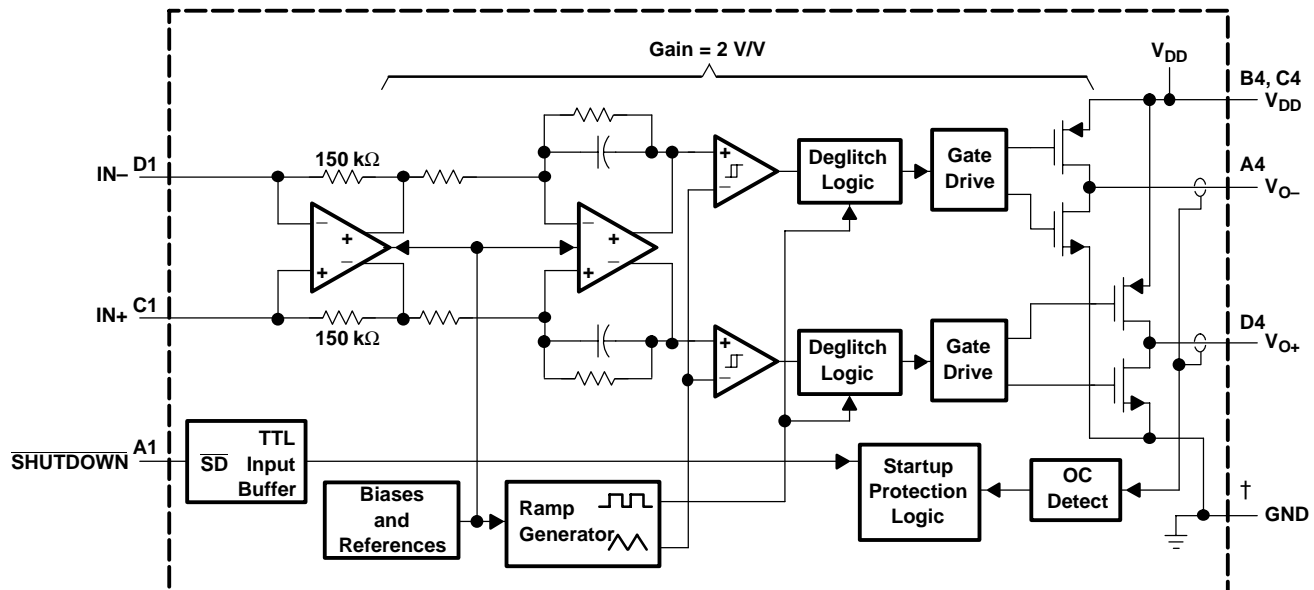 Gain = 2 V/V
VDD
B4, C4
VDD
IN– D1
150 kΩ
+
–
Deglitch
Logic
Gate
Drive
A4
VO–
–
+
–
+
–
+
–
+
IN+ C1
150 kΩ
+
–
Deglitch
Logic
Gate
Drive
D4
VO+
SHUTDOWN A1
SD
TTL
Input
Buffer
Biases
and
References
Ramp
Generator
Startup
Protection
Logic
OC
Detect
†
GND